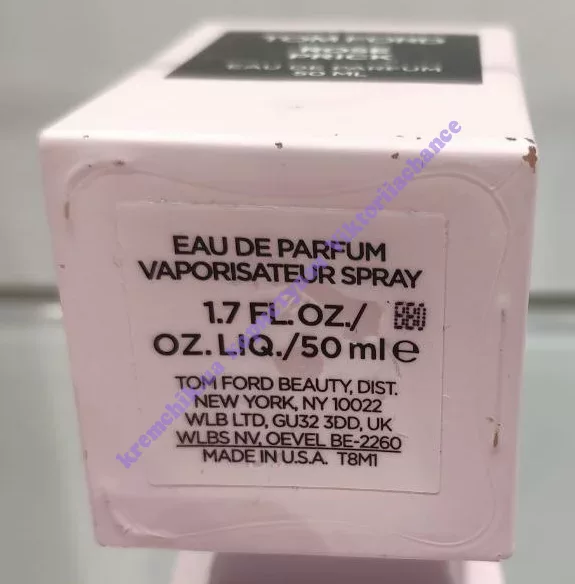 TOM FORD
ROSE
PRICK
EAU DE PARFUM
50 ML
EAU DE PARFUM
VAPORISATEUR SPRAY
1.7 FL. OZ./
OZ. LIQ./50 ml e
TOM FORD BEAUTY, DIST.
NEW YORK, NY 10022
WLB LTD, GU32 3DD, UK
WLBS NV, OEVEL BE-2260
MADE IN U.S.A. T8M1